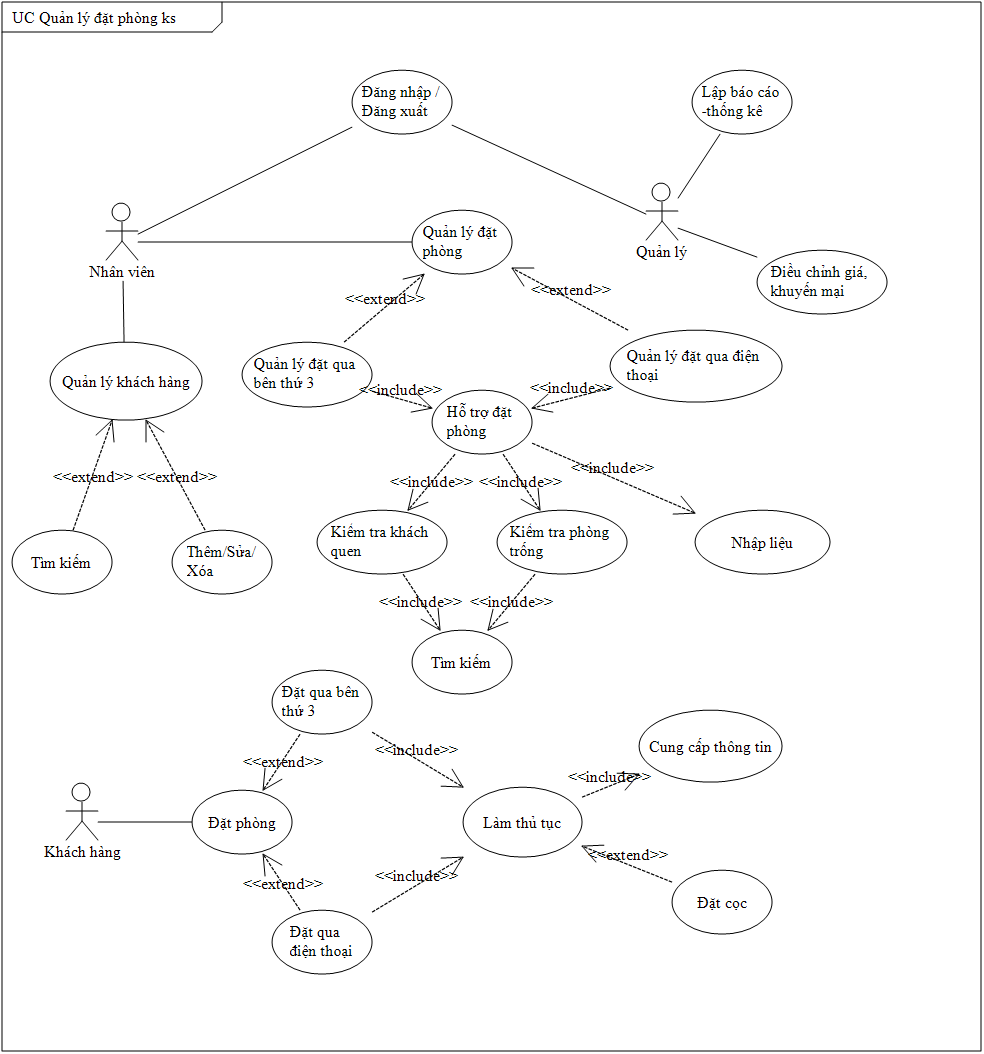 UC Quản lý đặt phòng ks
Đăng nhập /
Đăng xuất
Lập báo cáo
-thống kê
Nhân viên
Quản lý đặt
phòng
Quản lý
Điều chỉnh giá,
khuyến mại
<<extend>>
<<extend>>
Quản lý khách hàng
Quản lý đặt qua
bên thứ 3
Quản lý đặt qua điện
thoại
<<include>>
<<include>>
Hỗ trợ đặt
phòng
<<extend>>
<<extend>>
<<include>>
<<include>>
<<include>>
Tìm kiếm
Thêm/Sửa/
Xóa
Kiểm tra khách
quen
Kiểm tra phòng
trống
Nhập liệu
<<include>>
<<include>>
Tìm kiếm
Đặt qua bên
thứ 3
<<extend>>
<<include>>
Cung cấp thông tin
<<include>>
Khách hàng
Đặt phòng
Làm thủ tục
<<extend>>
<<include>>
<<extend>>
Đặt cọc
Đặt qua
điện thoại